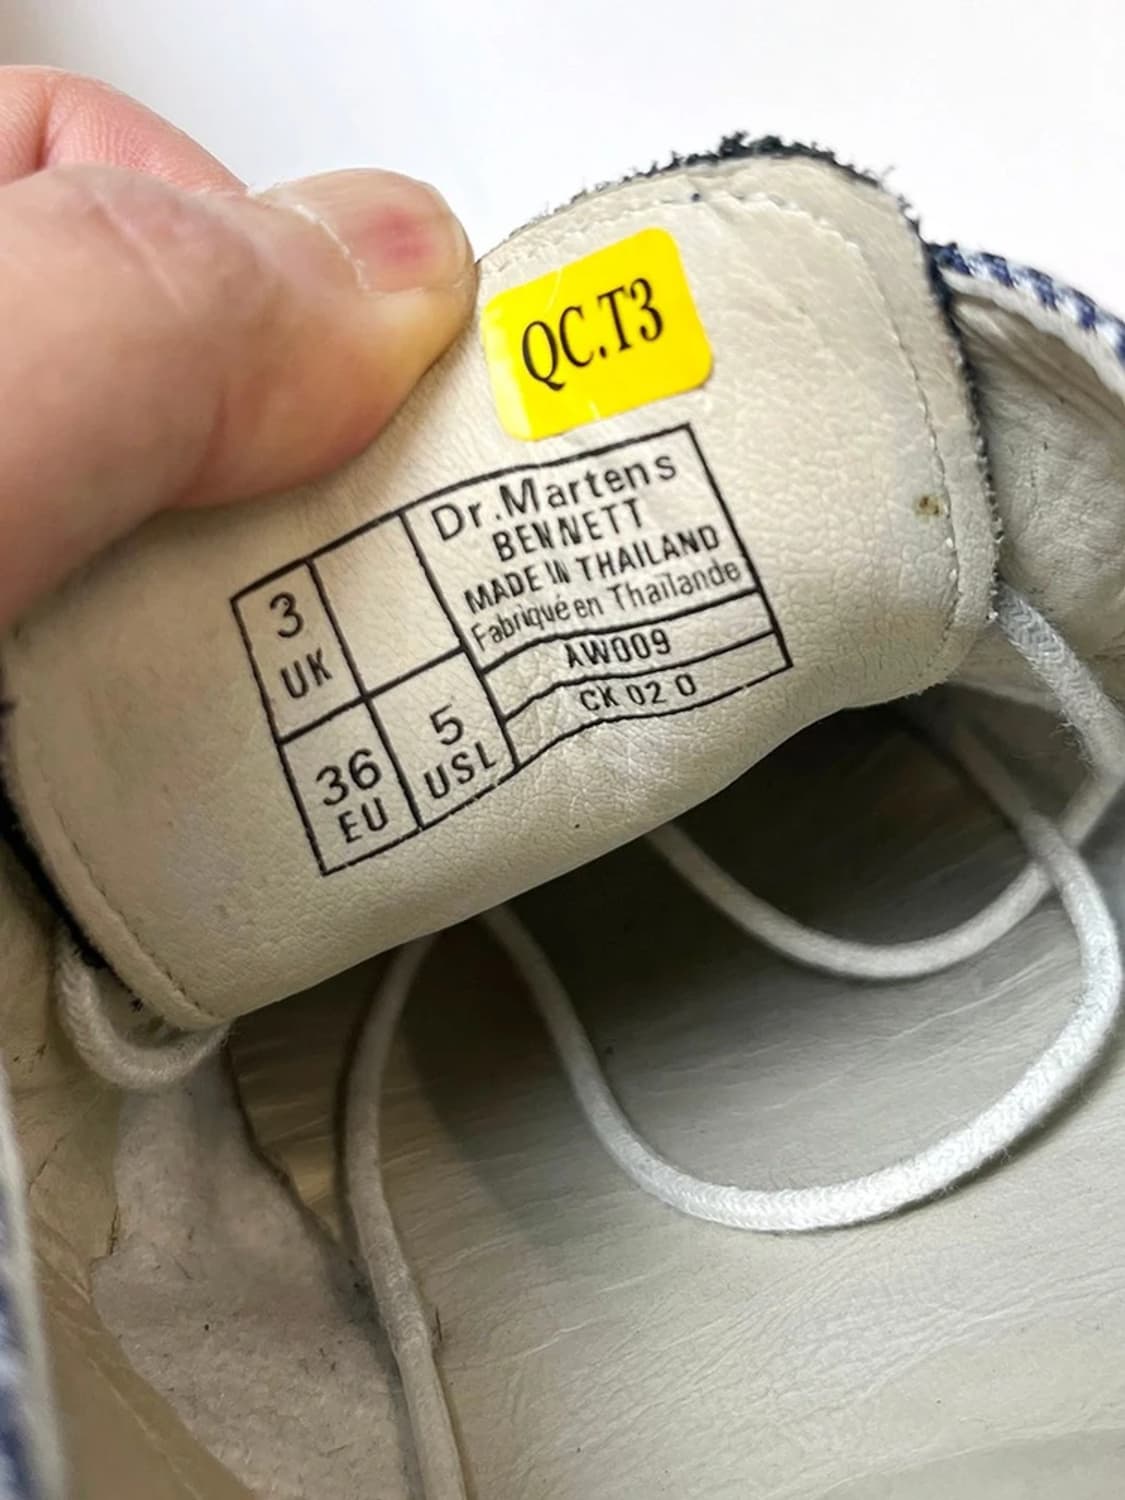 QC.T3
Dr.Martens
BENNETT
MADE IN THAILAND
Fabriqué en Thaïlande
AW009
CK 02 0
3
UK
36
EU
5
USL